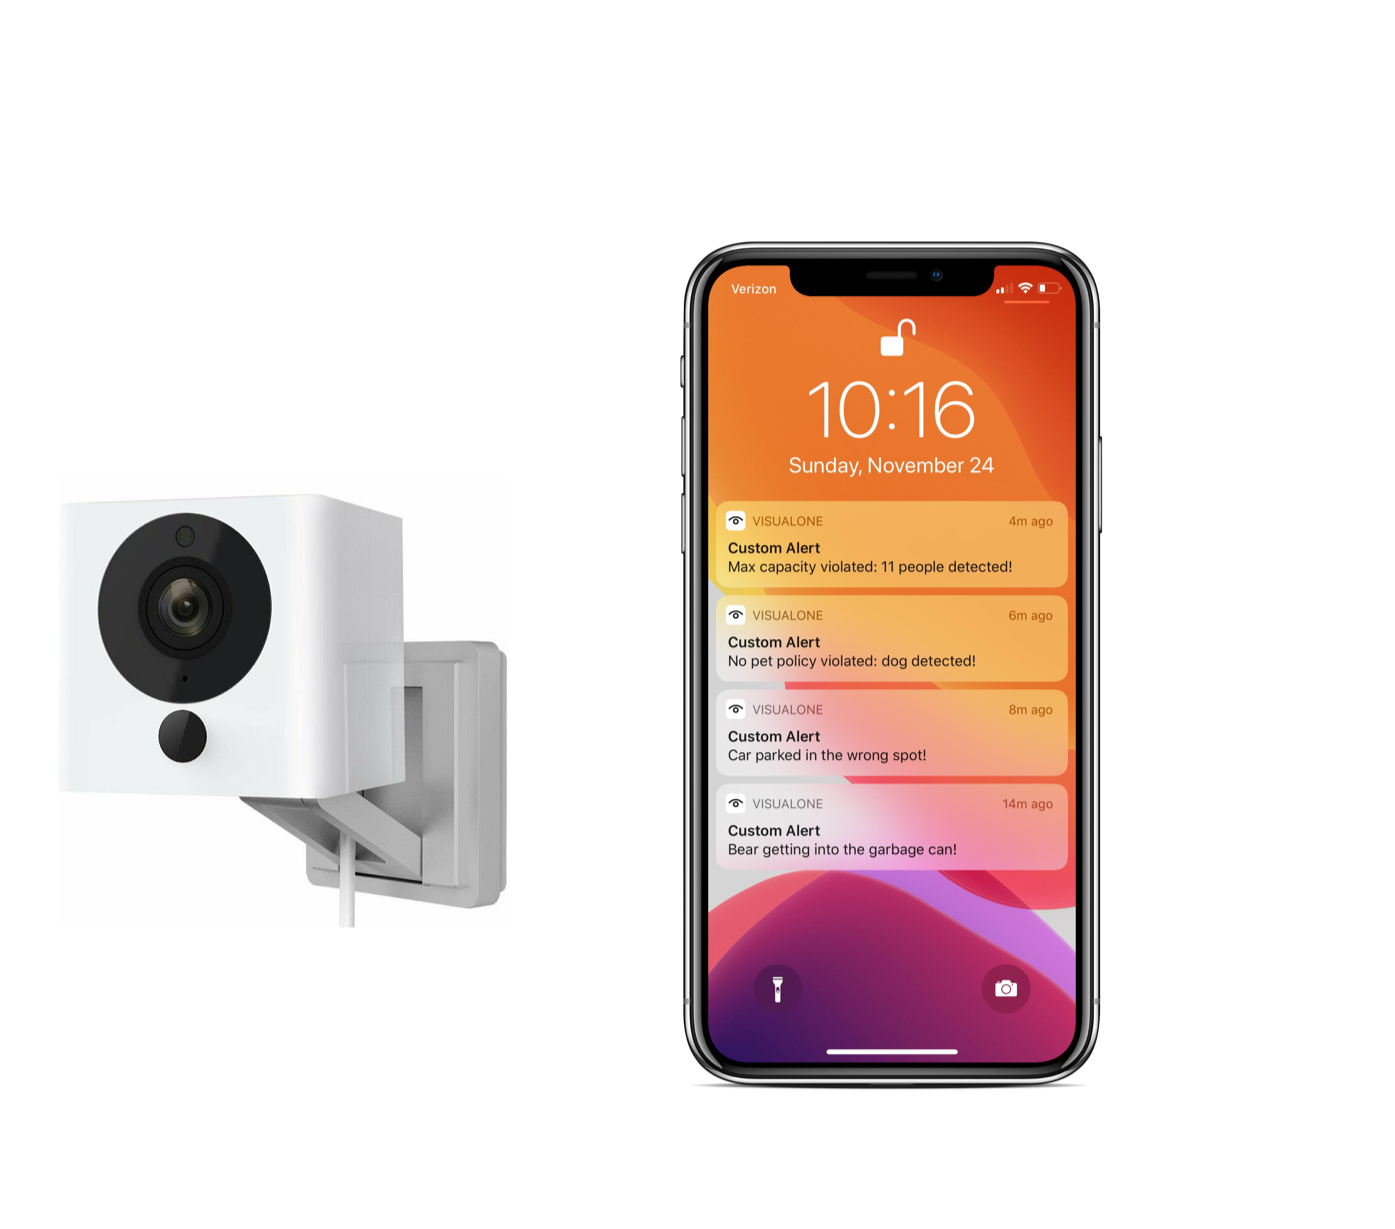 Verizon
10:16
Sunday, November 24
VISUALONE 4m ago
Custom Alert
Max capacity violated: 11 people detected!
VISUALONE 6m ago
Custom Alert
No pet policy violated: dog detected!
VISUALONE 8m ago
Custom Alert
Car parked in the wrong spot!
VISUALONE 14m ago
Custom Alert
Bear getting into the garbage can!